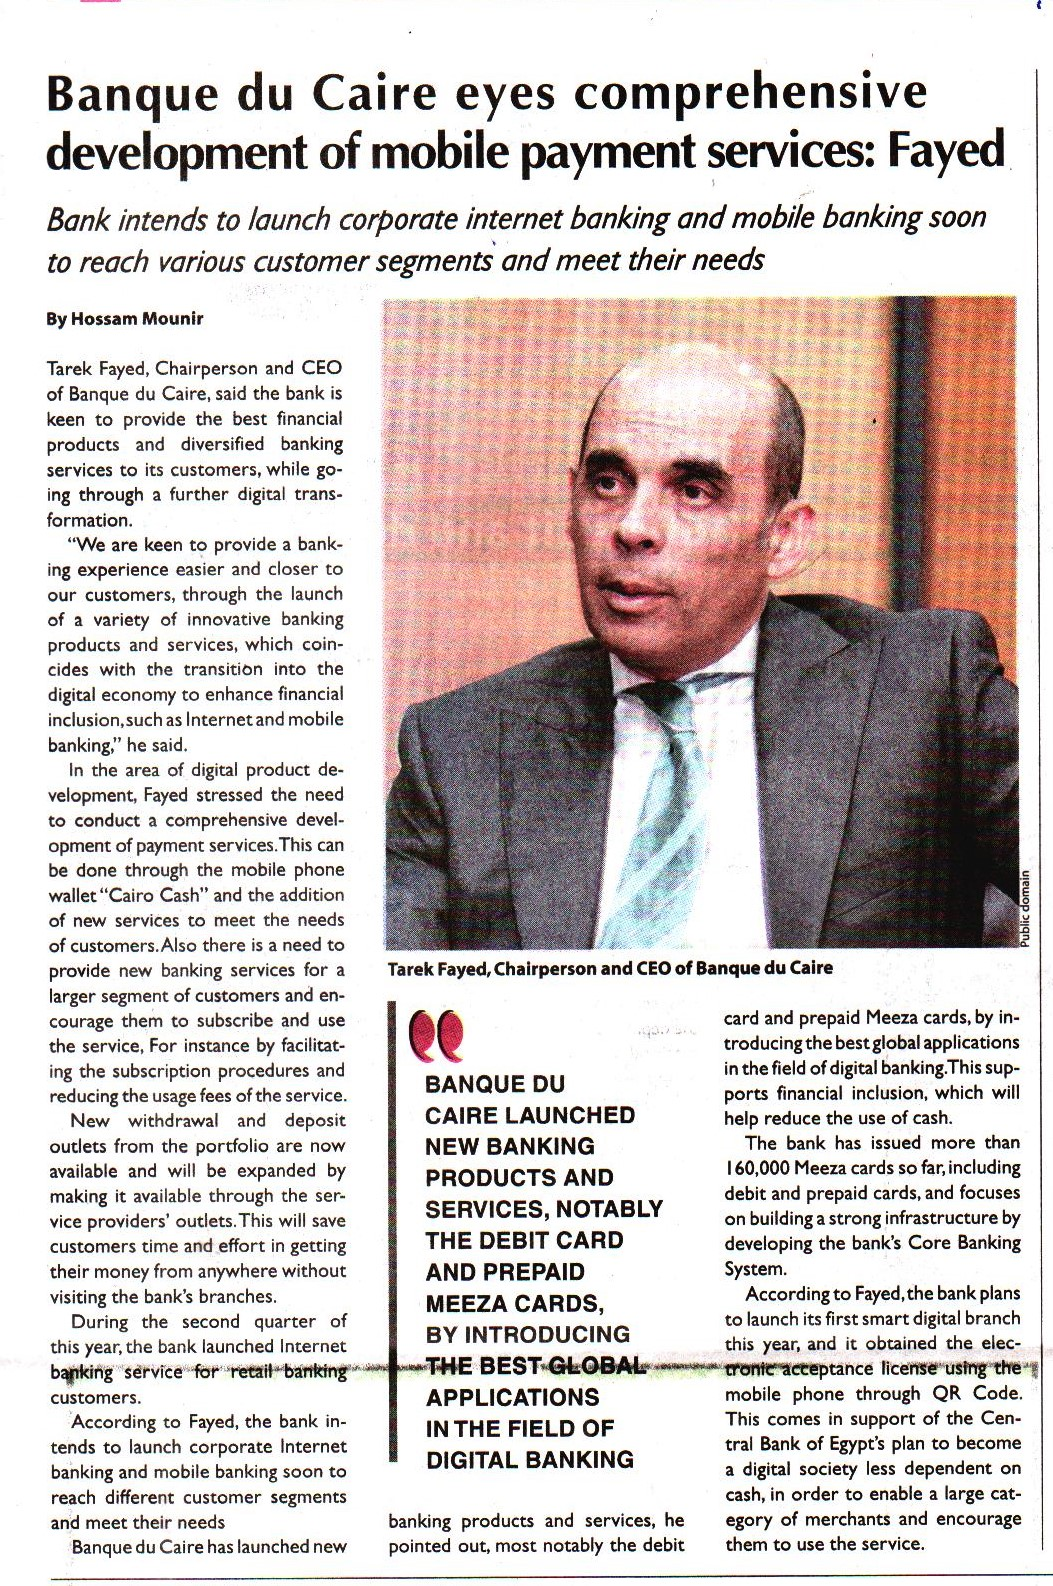 Banque du Caire eyes comprehensive
development of mobile payment services: Fayed
Bank intends to launch corporate internet banking and mobile banking soon
to reach various customer segments and meet their needs
By Hossam Mounir
Tarek Fayed, Chairperson and CEO
of Banque du Caire, said the bank is
keen to provide the best financial
products and diversified banking
services to its customers, while go-
ing through a further digital trans-
formation.
"We are keen to provide a bank-
ing experience easier and closer to
our customers, through the launch
of a variety of innovative banking
products and services, which coin-
cides with the transition into the
digital economy to enhance financial
inclusion, such as Internet and mobile
banking," he said.
In the area of digital product de-
velopment, Fayed stressed the need
to conduct a comprehensive devel-
opment of payment services. This can
be done through the mobile phone
wallet "Cairo Cash" and the addition
of new services to meet the needs
of customers. Also there is a need to
provide new banking services for a
larger segment of customers and en-
courage them to subscribe and use
the service, For instance by facilitat-
ing the subscription procedures and
reducing the usage fees of the service.
New withdrawal and deposit
outlets from the portfolio are now
available and will be expanded by
making it available through the ser-
vice providers' outlets. This will save
customers time and effort in getting
their money from anywhere without
visiting the bank's branches.
During the second quarter of
this year, the bank launched Internet
banking service for retail banking
customers.
According to Fayed, the bank in-
tends to launch corporate Internet
banking and mobile banking soon to
reach different customer segments
and meet their needs
Banque du Caire has launched new
Public domain
Tarek Fayed, Chairperson and CEO of Banque du Caire
BANQUE DU
CAIRE LAUNCHED
NEW BANKING
PRODUCTS AND
SERVICES, NOTABLY
THE DEBIT CARD
AND PREPAID
MEEZA CARDS,
BY INTRODUCING
THE BEST GLOBAL
APPLICATIONS
IN THE FIELD OF
DIGITAL BANKING
banking products and services, he
pointed out, most notably the debit
card and prepaid Meeza cards, by in-
troducing the best global applications
in the field of digital banking. This sup-
ports financial inclusion, which will
help reduce the use of cash.
The bank has issued more than
160,000 Meeza cards so far, including
debit and prepaid cards, and focuses
on building a strong infrastructure by
developing the bank's Core Banking
System.
According to Fayed, the bank plans
to launch its first smart digital branch
this year, and it obtained the elec-
tronic acceptance license using the
mobile phone through QR Code.
This comes in support of the Cen-
tral Bank of Egypt's plan to become
a digital society less dependent on
cash, in order to enable a large cat-
egory of merchants and encourage
them to use the service.